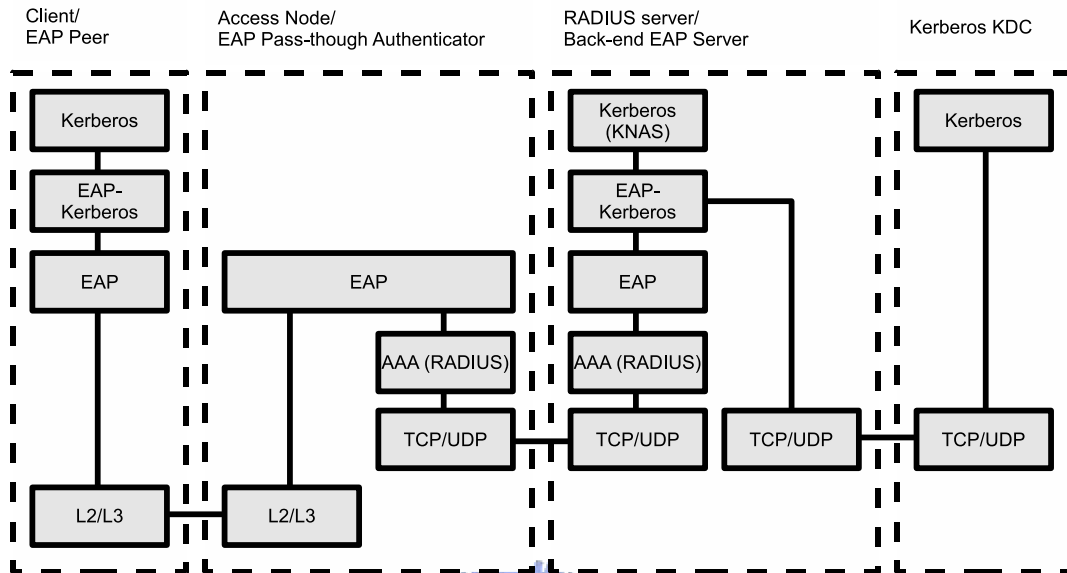 Client/
EAP Peer
Access Node/
EAP Pass-though Authenticator
RADIUS server/
Back-end EAP Server
Kerberos KDC
Kerberos
Kerberos
(KNAS)
Kerberos
EAP-
Kerberos
EAP-
Kerberos
EAP
EAP
EAP
AAA (RADIUS)
AAA (RADIUS)
TCP/UDP
TCP/UDP
TCP/UDP
TCP/UDP
L2/L3
L2/L3